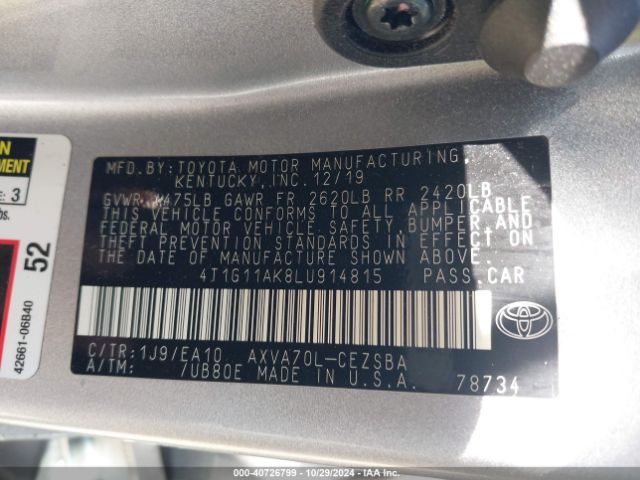 MFD.BY:TOYOTA MOTOR MANUFACTURING,
KENTUCKY, INC. 12/19
GVWR 4475LB GAWR FR 2620LB RR 2420LB
THIS VEHICLE CONFORMS TO ALL APPLICABLE
FEDERAL MOTOR VEHICLE SAFETY,BUMPER,AND
THEFT PREVENTION STANDARDS IN EFFECT ON
THE DATE OF MANUFACTURE SHOWN ABOVE.
4T1G11AK8LU914815 PASS.CAR
C/TR:1J9/EA10 AXVA70L-CEZSBA
A/TM: 7UB80E MADE IN U.S.A. 78734
3
52
42661-06B40
000-40726799 - 10/29/2024 - IAAI Inc.